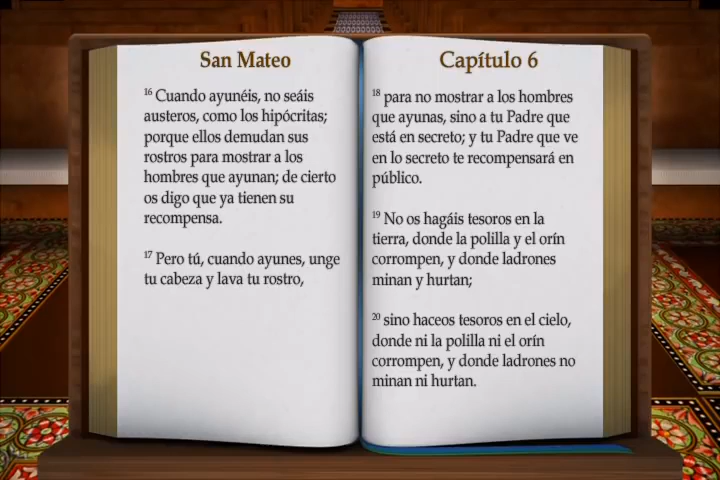 San Mateo
16 Cuando ayunéis, no seáis
austeros, como los hipócritas;
porque ellos demudan sus
rostros para mostrar a los
hombres que ayunan; de cierto
os digo que ya tienen su
recompensa.
17 Pero tú, cuando ayunes, unge
tu cabeza y lava tu rostro,
Capítulo 6
18 para no mostrar a los hombres
que ayunas, sino a tu Padre que
está en secreto; y tu Padre que ve
en lo secreto te recompensará en
público.
19 No os hagáis tesoros en la
tierra, donde la polilla y el orín
corrompen, y donde ladrones
minan y hurtan;
20 sino haceos tesoros en el cielo,
donde ni la polilla ni el orín
corrompen, y donde ladrones no
minan ni hurtan.